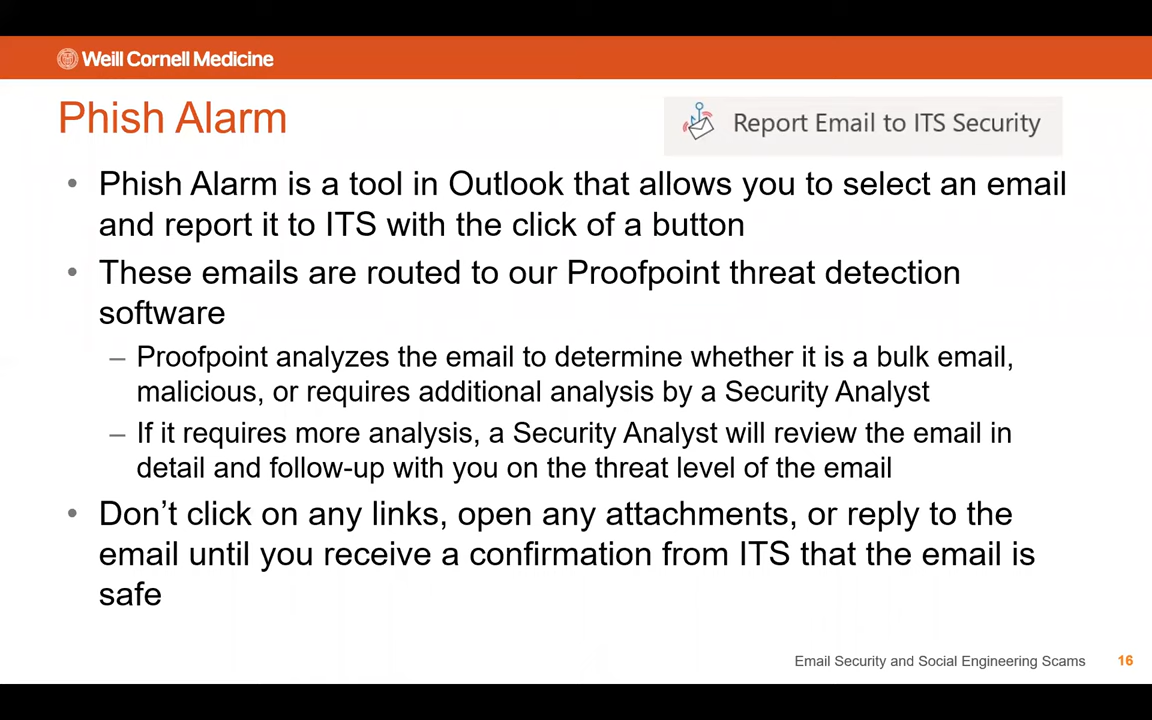 Weill Cornell Medicine
Phish Alarm
Report Email to ITS Security
• Phish Alarm is a tool in Outlook that allows you to select an email
and report it to ITS with the click of a button
• These emails are routed to our Proofpoint threat detection
software
– Proofpoint analyzes the email to determine whether it is a bulk email,
malicious, or requires additional analysis by a Security Analyst
– If it requires more analysis, a Security Analyst will review the email in
detail and follow-up with you on the threat level of the email
• Don’t click on any links, open any attachments, or reply to the
email until you receive a confirmation from ITS that the email is
safe
Email Security and Social Engineering Scams 16